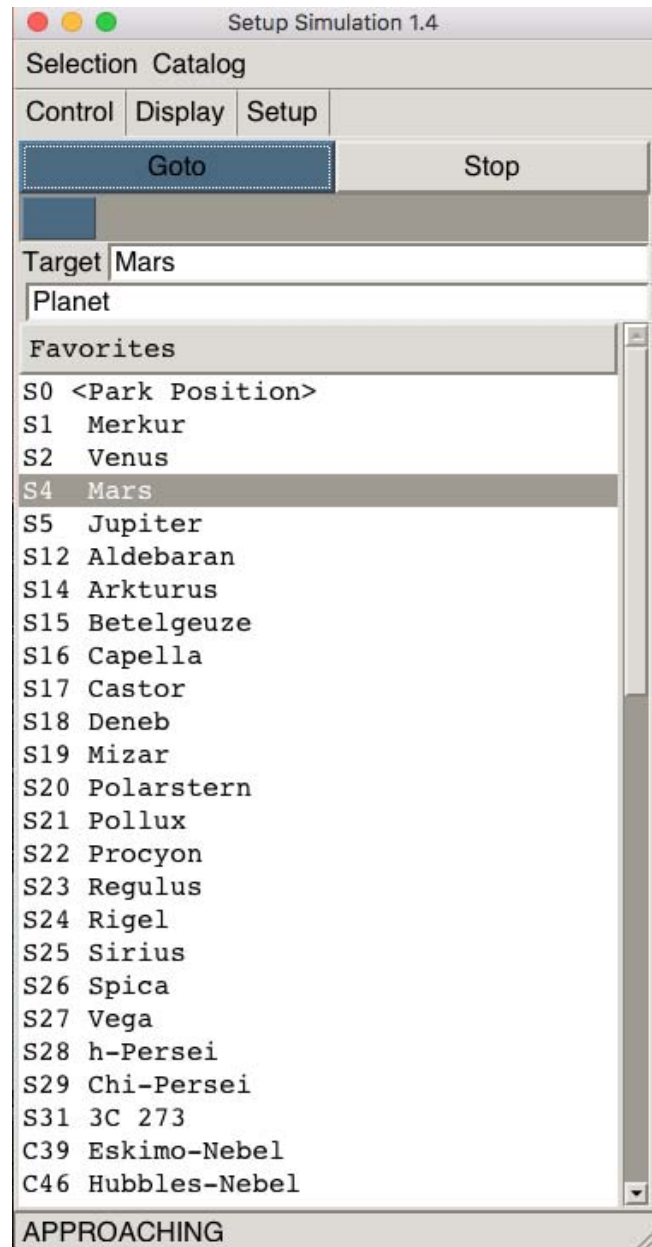 Setup Simulation 1.4
Selection Catalog
Control Display Setup
Goto Stop
Target Mars
Planet
Favorites
S0 <Park Position>
S1 Merkur
S2 Venus
S4 Mars
S5 Jupiter
S12 Aldebaran
S14 Arkturus
S15 Betelgeuze
S16 Capella
S17 Castor
S18 Deneb
S19 Mizar
S20 Polarstern
S21 Pollux
S22 Procyon
S23 Regulus
S24 Rigel
S25 Sirius
S26 Spica
S27 Vega
S28 h-Persei
S29 Chi-Persei
S31 3C 273
C39 Eskimo-Nebel
C46 Hubbles-Nebel
APPROACHING